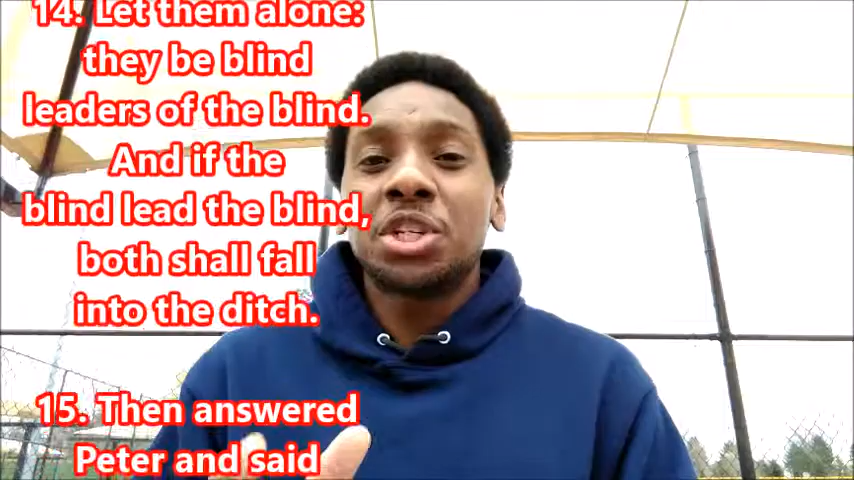 14. Let them alone:
they be blind
leaders of the blind.
And if the
blind lead the blind,
both shall fall
into the ditch.
15. Then answered
Peter and said